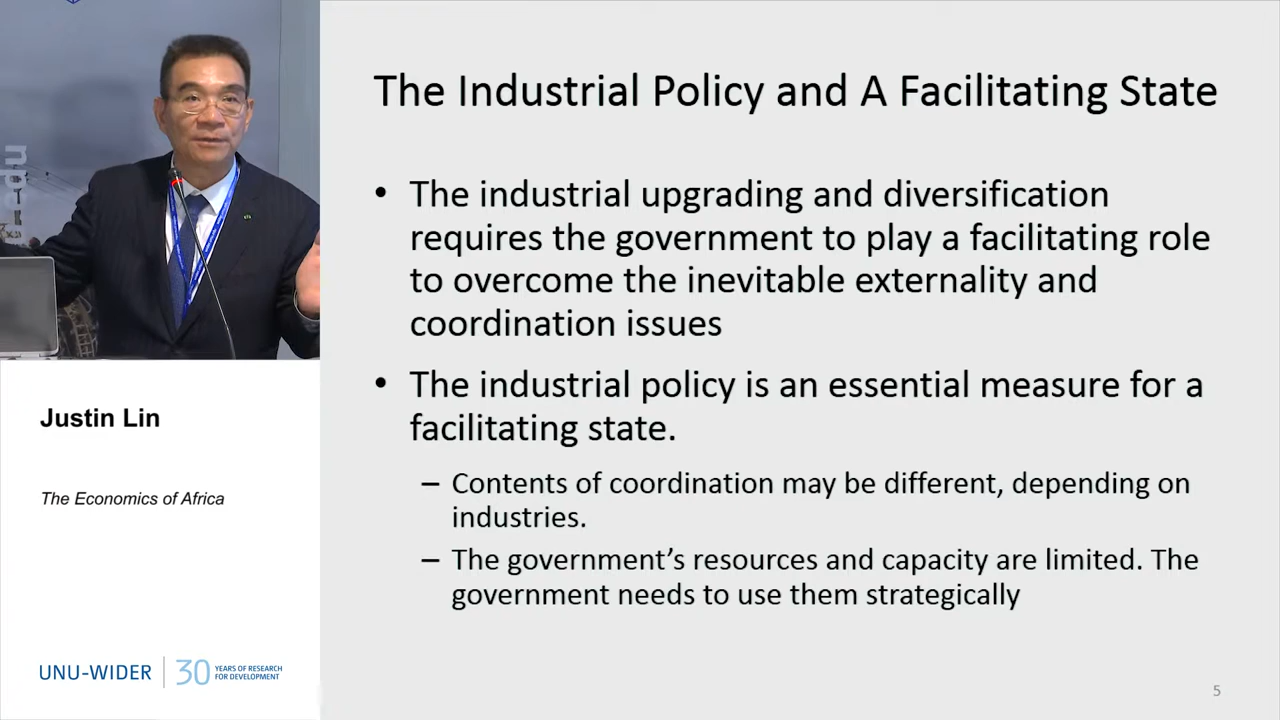 The Industrial Policy and A Facilitating State
• The industrial upgrading and diversification
requires the government to play a facilitating role
to overcome the inevitable externality and
coordination issues
• The industrial policy is an essential measure for a
facilitating state.
– Contents of coordination may be different, depending on
industries.
– The government's resources and capacity are limited. The
government needs to use them strategically
5
Justin Lin
The Economics of Africa
UNU-WIDER
30 YEARS OF RESEARCH
FOR DEVELOPMENT